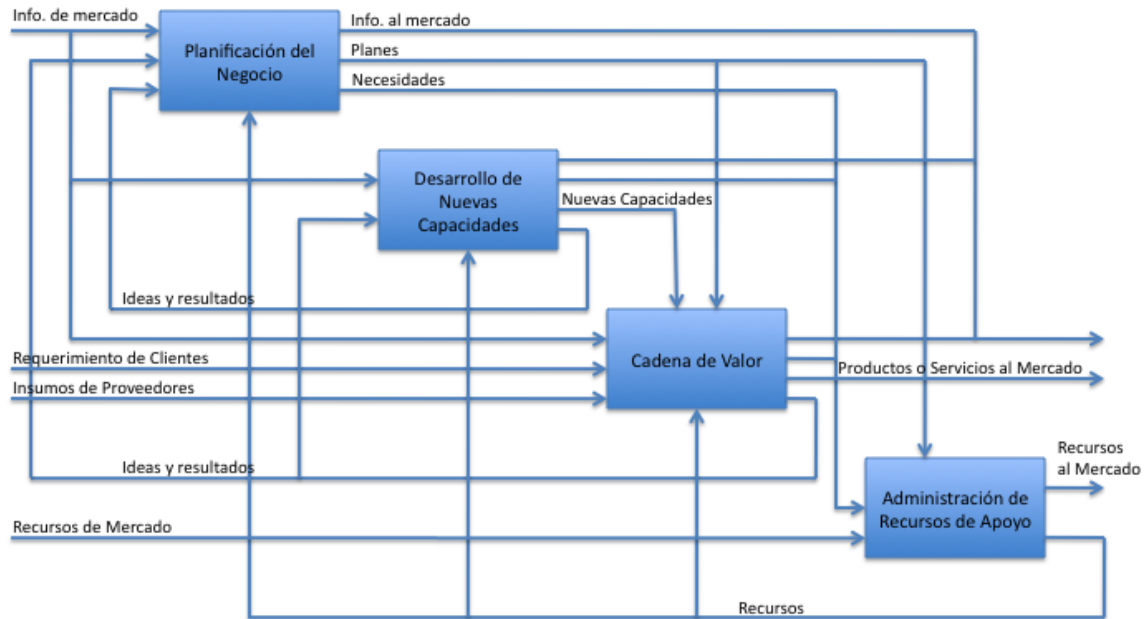 Info. de mercado
Info. al mercado
Planificación del
Negocio
Planes
Necesidades
Desarrollo de
Nuevas
Capacidades
Nuevas Capacidades
Ideas y resultados
Requerimiento de Clientes
Cadena de Valor
Productos o Servicios al Mercado
Insumos de Proveedores
Ideas y resultados
Recursos
al Mercado
Administración de
Recursos de Apoyo
Recursos de Mercado
Recursos